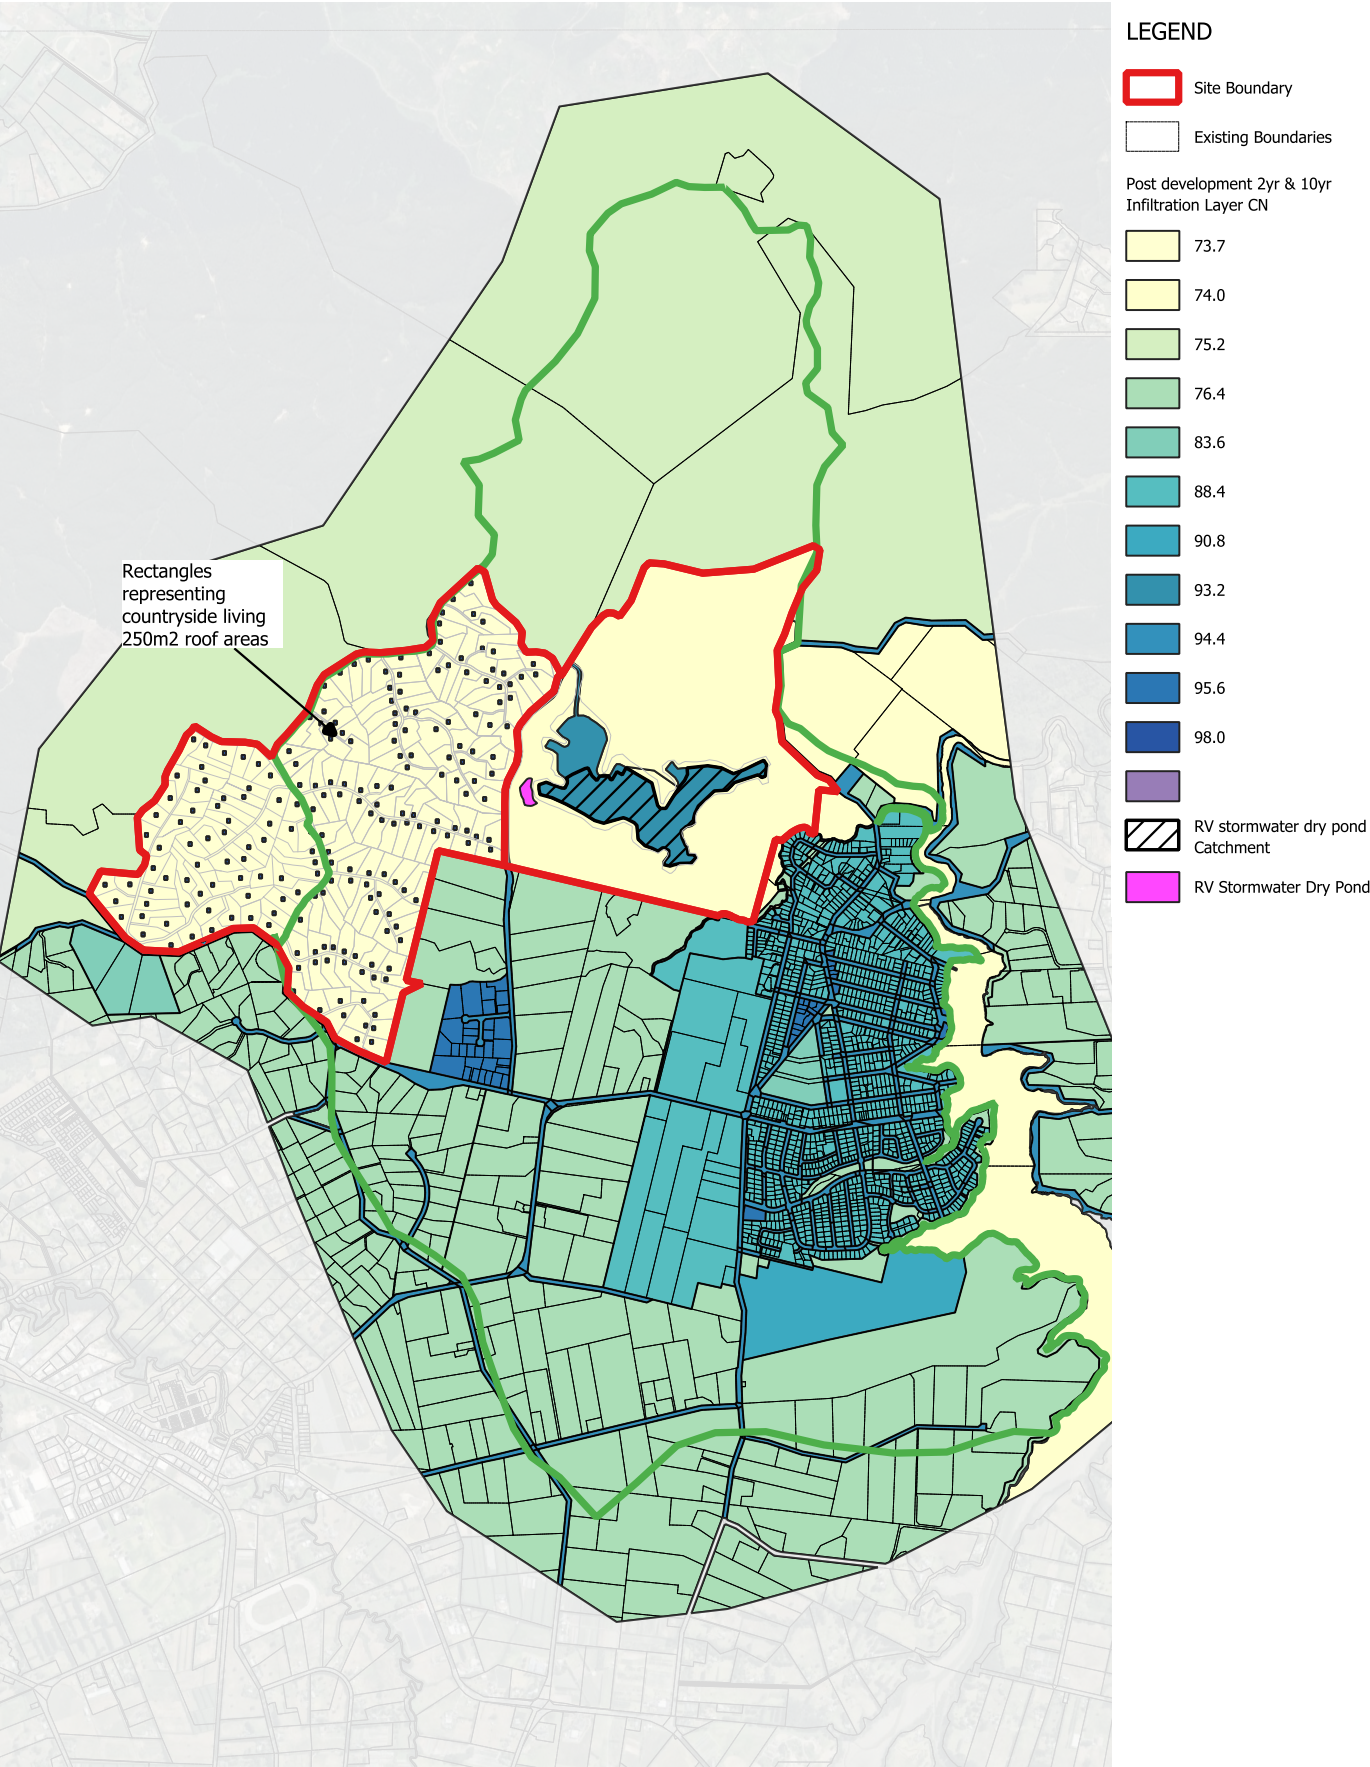 LEGEND
Site Boundary
Existing Boundaries
Post development 2yr & 10yr
Infiltration Layer CN
73.7
74.0
75.2
76.4
83.6
88.4
90.8
93.2
94.4
95.6
98.0
RV stormwater dry pond
Catchment
RV Stormwater Dry Pond
Rectangles
representing
countryside living
250m2 roof areas